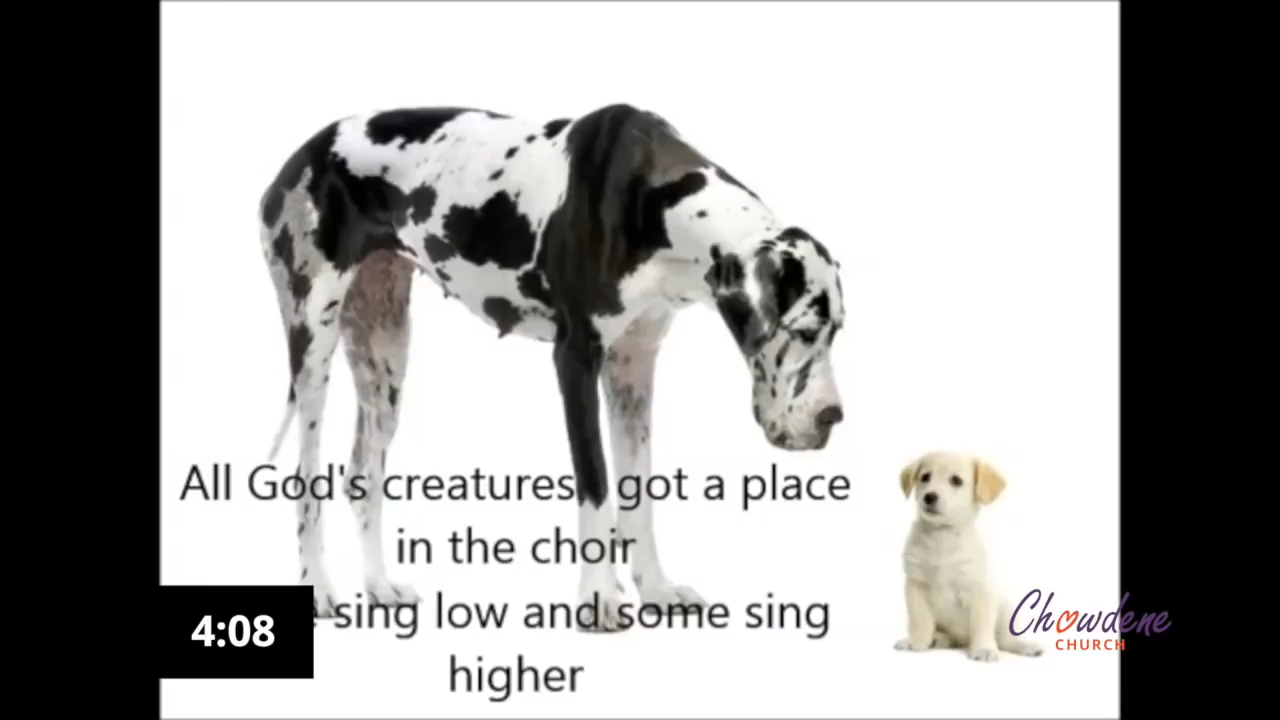 All God's creatures got a place
in the choir
sing low and some sing
higher
4:08
Chowdene
CHURCH